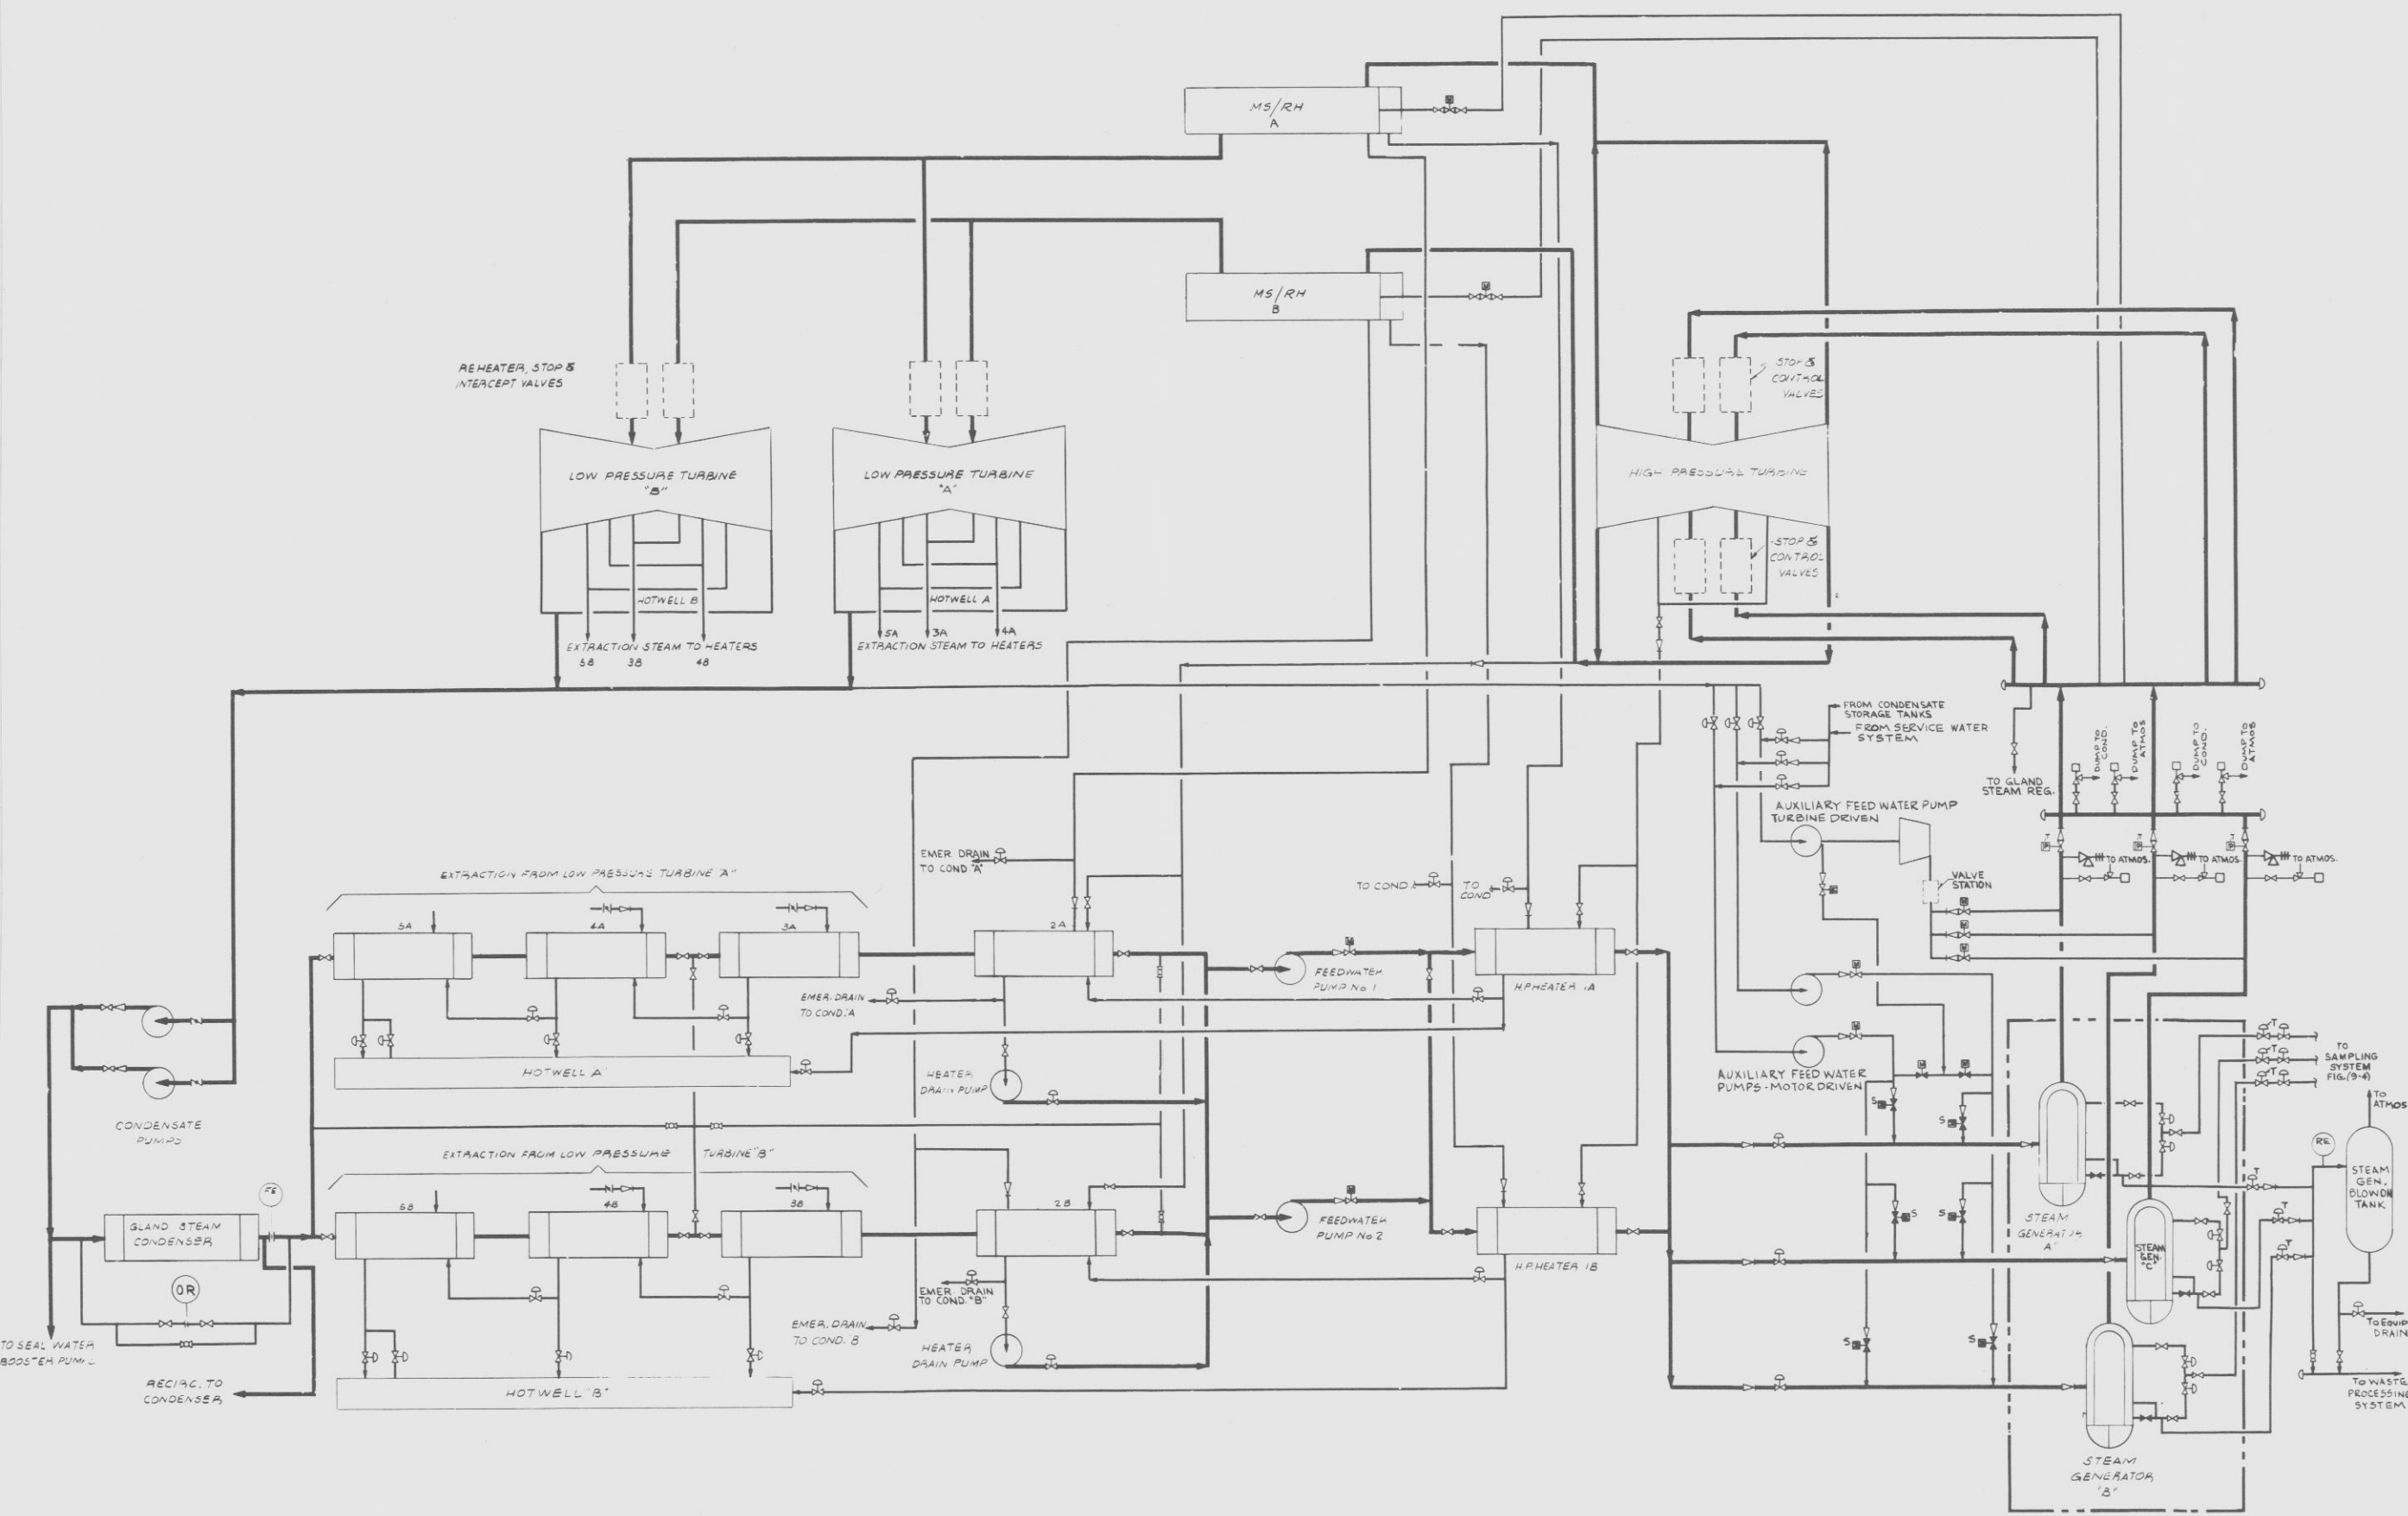 MS/RH
A
MS/RH
B
REHEATER, STOP &
INTERCEPT VALVES
STOP &
CONTROL
VALVES
LOW PRESSURE TURBINE
"B"
LOW PRESSURE TURBINE
"A"
HIGH PRESSURE TURBINE
STOP &
CONTROL
VALVES
HOTWELL B
HOTWELL A
EXTRACTION STEAM TO HEATERS
5B 3B 4B
5A 3A 4A
EXTRACTION STEAM TO HEATERS
FROM CONDENSATE
STORAGE TANKS
FROM SERVICE WATER
SYSTEM
TO GLAND
STEAM REG.
DUMP TO
COND.
DUMP TO
ATMOS
DUMP TO
COND.
DUMP TO
ATMOS
AUXILIARY FEED WATER PUMP
TURBINE DRIVEN
VALVE
STATION
TO ATMOS.
TO ATMOS.
TO ATMOS.
EMER. DRAIN
TO COND. "A"
EXTRACTION FROM LOW PRESSURE TURBINE "A"
TO COND.
TO
COND
5A
4A
3A
2A
FEEDWATER
PUMP No 1
H.P.HEATER 1A
EMER. DRAIN
TO COND. A
HOTWELL A
HEATER
DRAIN PUMP
AUXILIARY FEED WATER
PUMPS-MOTOR DRIVEN
TO
SAMPLING
SYSTEM
FIG.(9-4)
CONDENSATE
PUMPS
EXTRACTION FROM LOW PRESSURE TURBINE "B"
TO
ATMOS
RE
STEAM
GEN.
BLOWDN
TANK
FE
GLAND STEAM
CONDENSER
4B
3B
2B
FEEDWATER
PUMP No 2
H.P.HEATER 1B
STEAM
GENERATOR
A
STEAM
GEN.
"C"
OR
EMER. DRAIN
TO COND. "B"
EMER. DRAIN
TO COND. B
HEATER
DRAIN PUMP
TO SEAL WATER
BOOSTER
RECIRC. TO
CONDENSER
HOTWELL "B"
TO EQUIP
DRAIN
TO WASTE
PROCESSING
SYSTEM
STEAM
GENERATOR
"B"